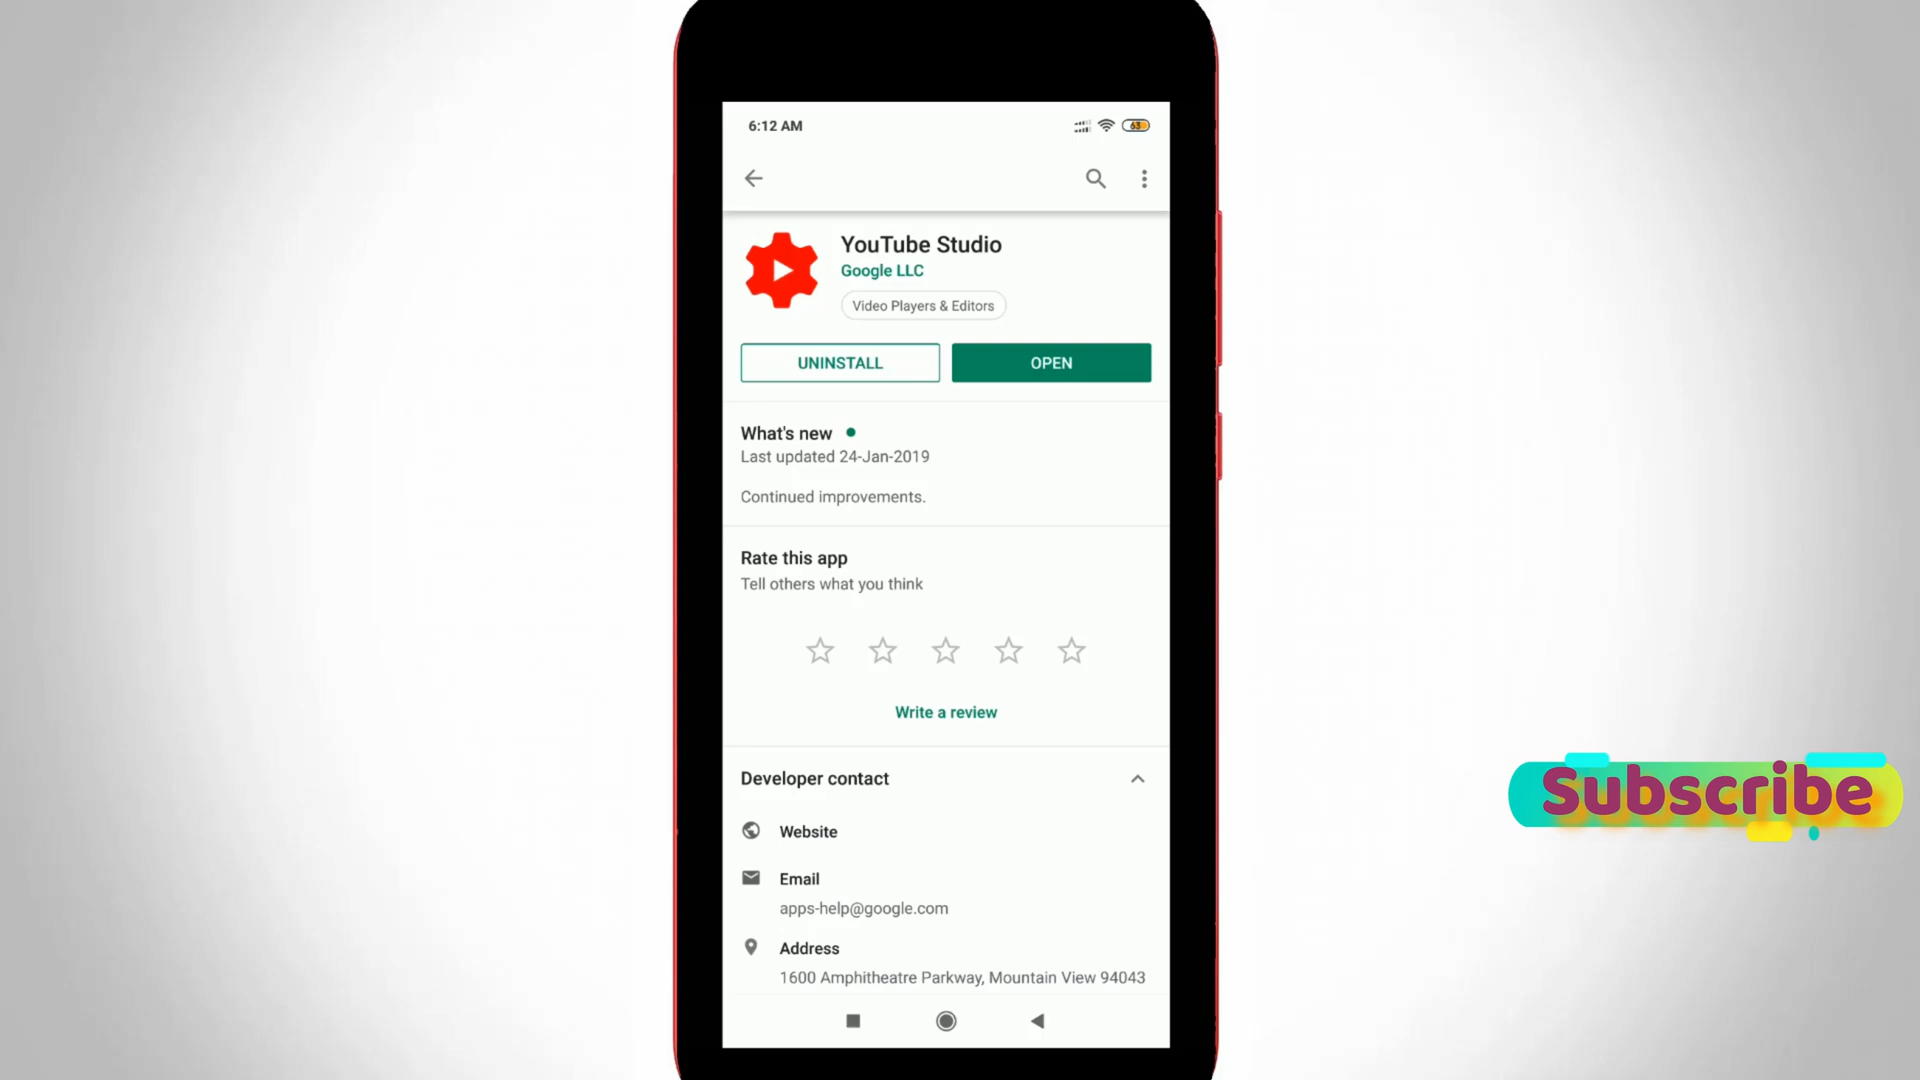 6:12 AM
63
YouTube Studio
Google LLC
Video Players & Editors
UNINSTALL
OPEN
What's new
Last updated 24-Jan-2019
Continued improvements.
Rate this app
Tell others what you think
Write a review
Developer contact
Website
Email
apps-help@google.com
Address
1600 Amphitheatre Parkway, Mountain View 94043
Subscribe